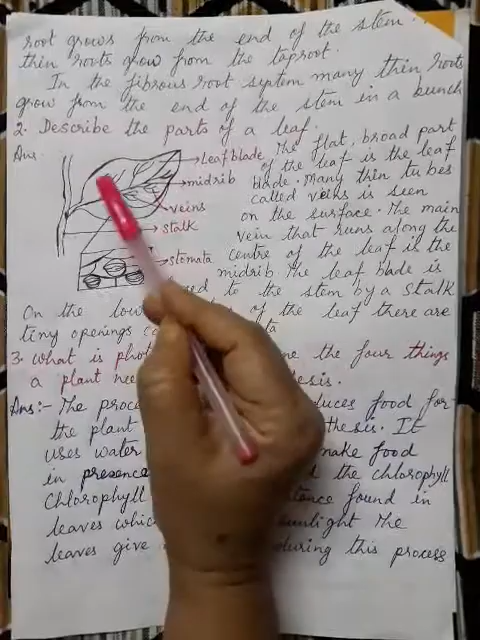 root grows from the end of the stem.
thin roots grow from the taproot.
In the fibrous root system many thin roots
grow from the end of the stem in a bunch
2. Describe the parts of a leaf.
Ans:
Leaf blade
midrib
veins
stalk
stomata
The flat, broad part
of the leaf is the leaf
blade. Many thin tubes
called veins is seen
on the surface. The main
vein that runs along the
centre of the leaf is the
midrib. The leaf blade is
to the stem by a stalk
On the of the leaf there are
tiny openings
3. What is the four things
a plant
Ans:- The food for
the plant It
uses water make food
in presence the chlorophyll
Chlorophyll found in
leaves sunlight The
leaves give during this process